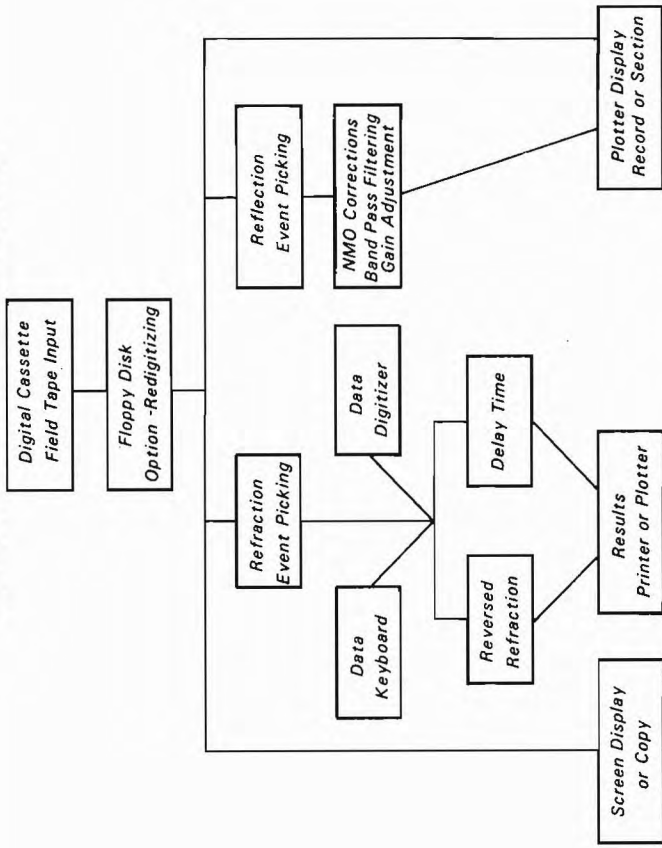 Digital Cassette
Field Tape Input
Floppy Disk
Option -Redigitizing
Refraction
Event Picking
Reflection
Event Picking
Data
Keyboard
Data
Digitizer
NMO Corrections
Band Pass Filtering
Gain Adjustment
Reversed
Refraction
Delay Time
Screen Display
or Copy
Results
Printer or Plotter
Plotter Display
Record or Section